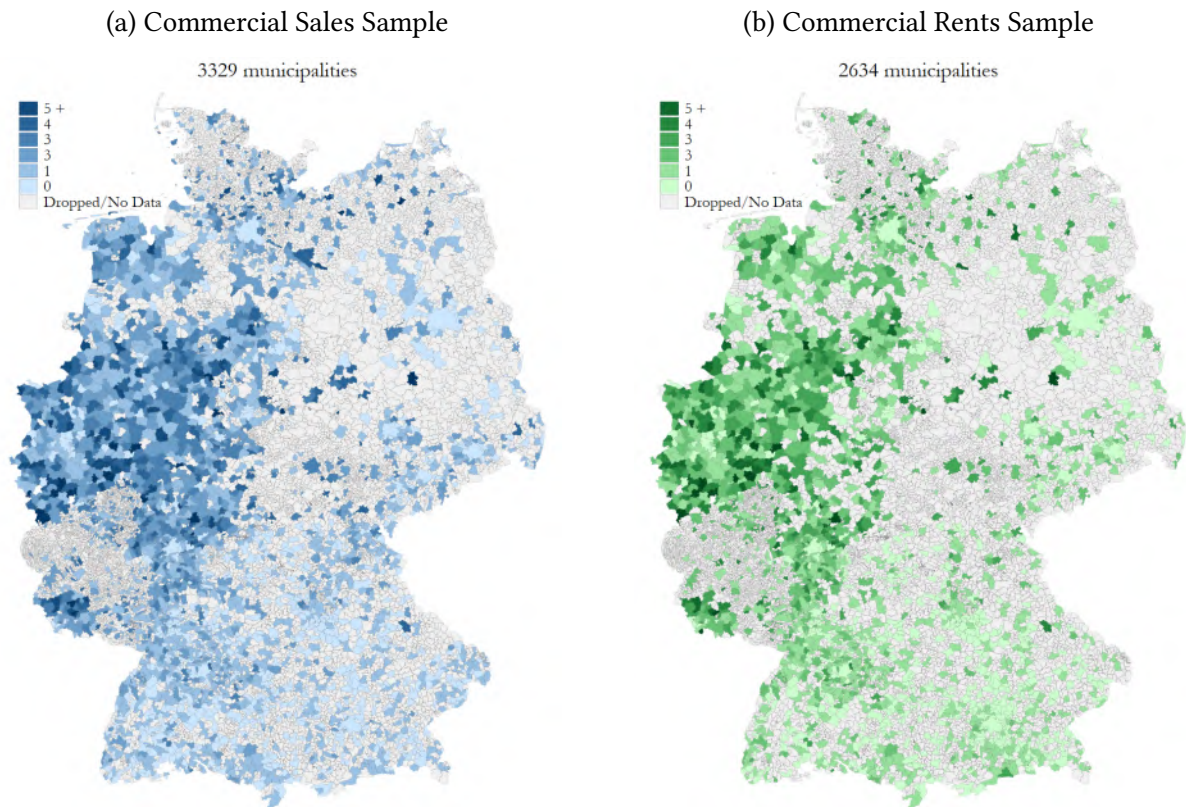 (a) Commercial Sales Sample
3329 municipalities
5 +
4
3
3
1
0
Dropped/No Data
(b) Commercial Rents Sample
2634 municipalities
5 +
4
3
3
1
0
Dropped/No Data